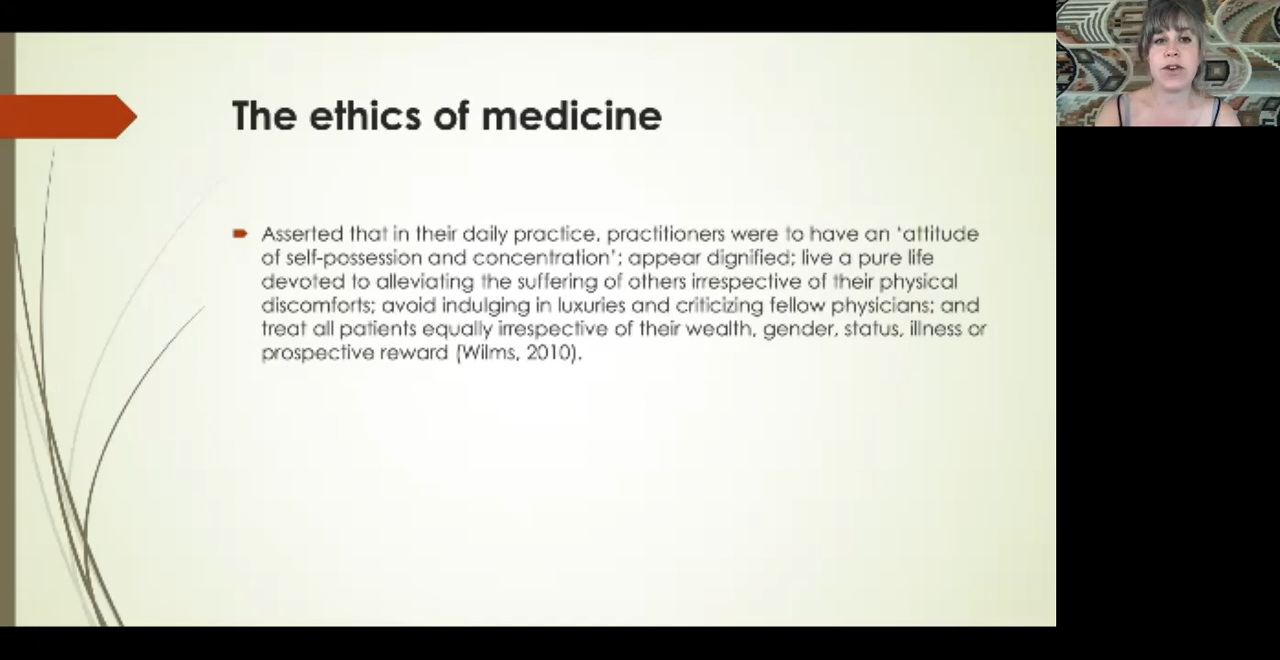 The ethics of medicine
Asserted that in their daily practice, practitioners were to have an ‘attitude
of self-possession and concentration’; appear dignified; live a pure life
devoted to alleviating the suffering of others irrespective of their physical
discomforts; avoid indulging in luxuries and criticizing fellow physicians; and
treat all patients equally irrespective of their wealth, gender, status, illness or
prospective reward (Wilms, 2010).